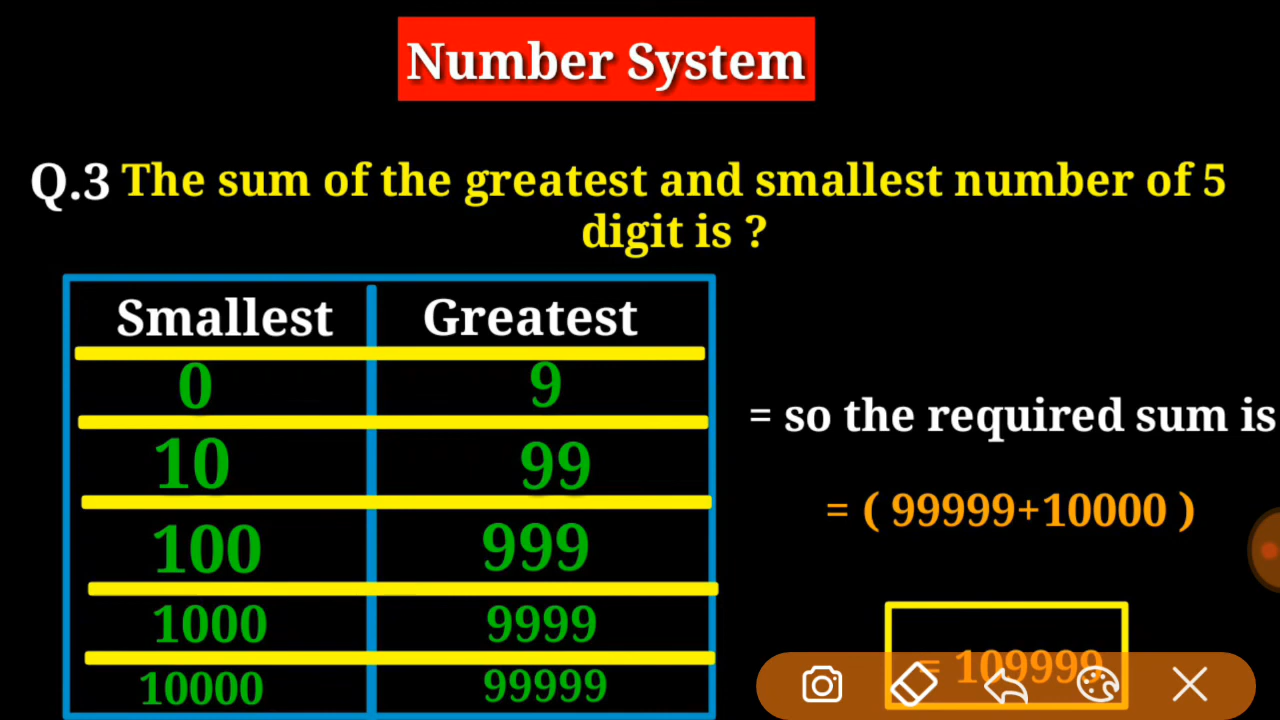 Number System
Q.3 The sum of the greatest and smallest number of 5
digit is ?
Smallest Greatest
0 9
10 99
= so the required sum is
= ( 99999+10000 )
100 999
1000 9999
10000 99999
= 109999